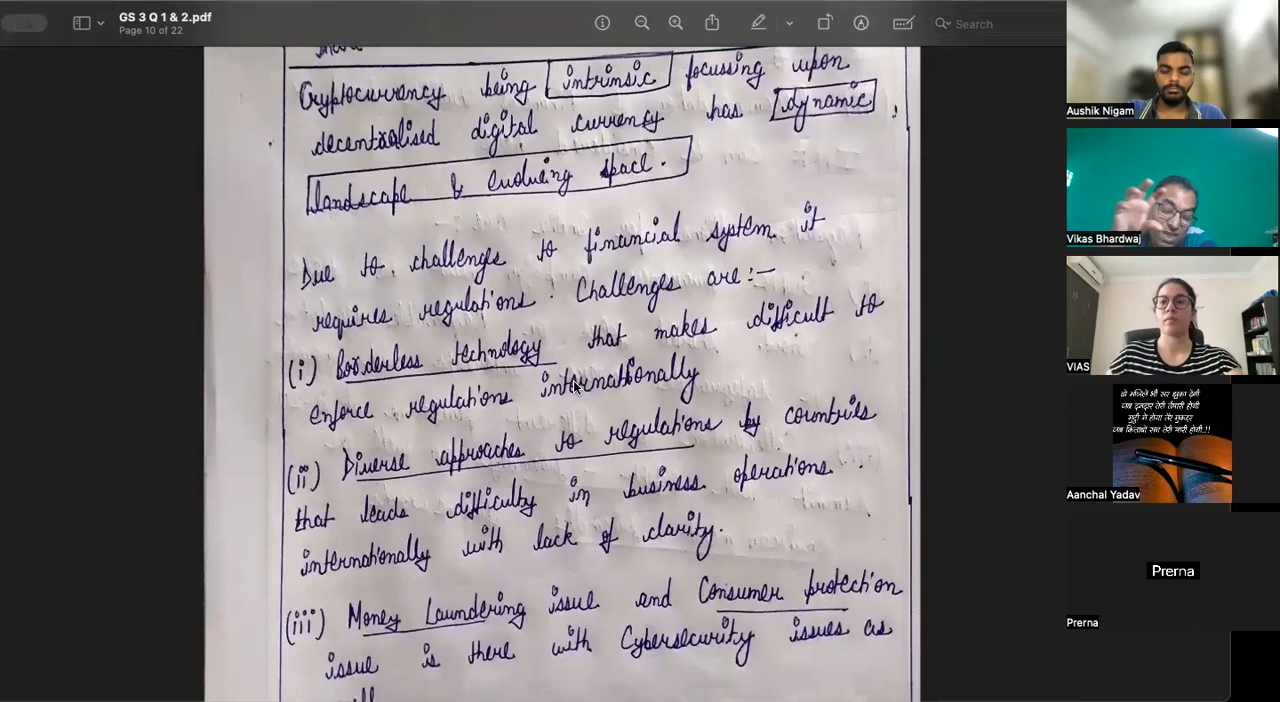 GS 3 Q 1 & 2.pdf
Page 10 of 22
Search
Cryptocurrency being intrinsic focussing upon
decentralised digital currency has dynamic
landscape & evolving space.
Due to challenges to financial system it
requires regulations. Challenges are :-
(i) Borderless technology that makes difficult to
enforce regulations internationally
(ii) Diverse approaches to regulations by countries
that leads difficulty in business operations
internationally with lack of clarity.
(iii) Money Laundering issue and Consumer protection
issue is there with Cybersecurity issues as
Aushik Nigam
Vikas Bhardwaj
VIAS
Aanchal Yadav
Prerna
Prerna